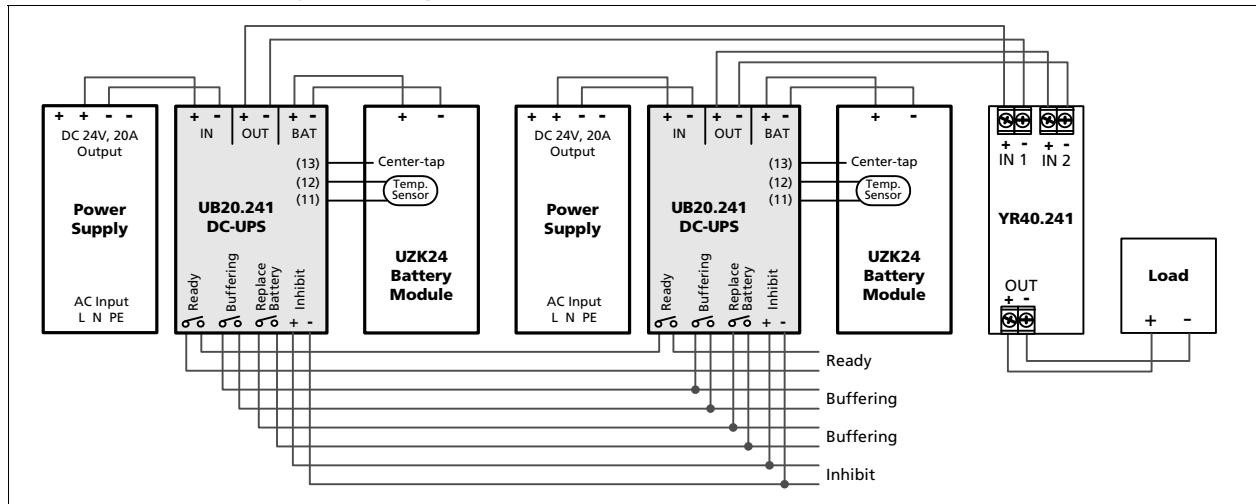 + + - -
DC 24V, 20A
Output
Power
Supply
AC Input
L N PE
+ - + - + -
IN OUT BAT
(13)
(12)
(11)
UB20.241
DC-UPS
Ready
Buffering
Replace
Battery
Inhibit
+ -
+ -
Center-tap
Temp.
Sensor
UZK24
Battery
Module
+ + - -
DC 24V, 20A
Output
Power
Supply
AC Input
L N PE
+ - + - + -
IN OUT BAT
(13)
(12)
(11)
UB20.241
DC-UPS
Ready
Buffering
Replace
Battery
Inhibit
+ -
+ -
Center-tap
Temp.
Sensor
UZK24
Battery
Module
+ - + -
IN 1 IN 2
YR40.241
OUT
+ -
Load
+ -
Ready
Buffering
Buffering
Inhibit